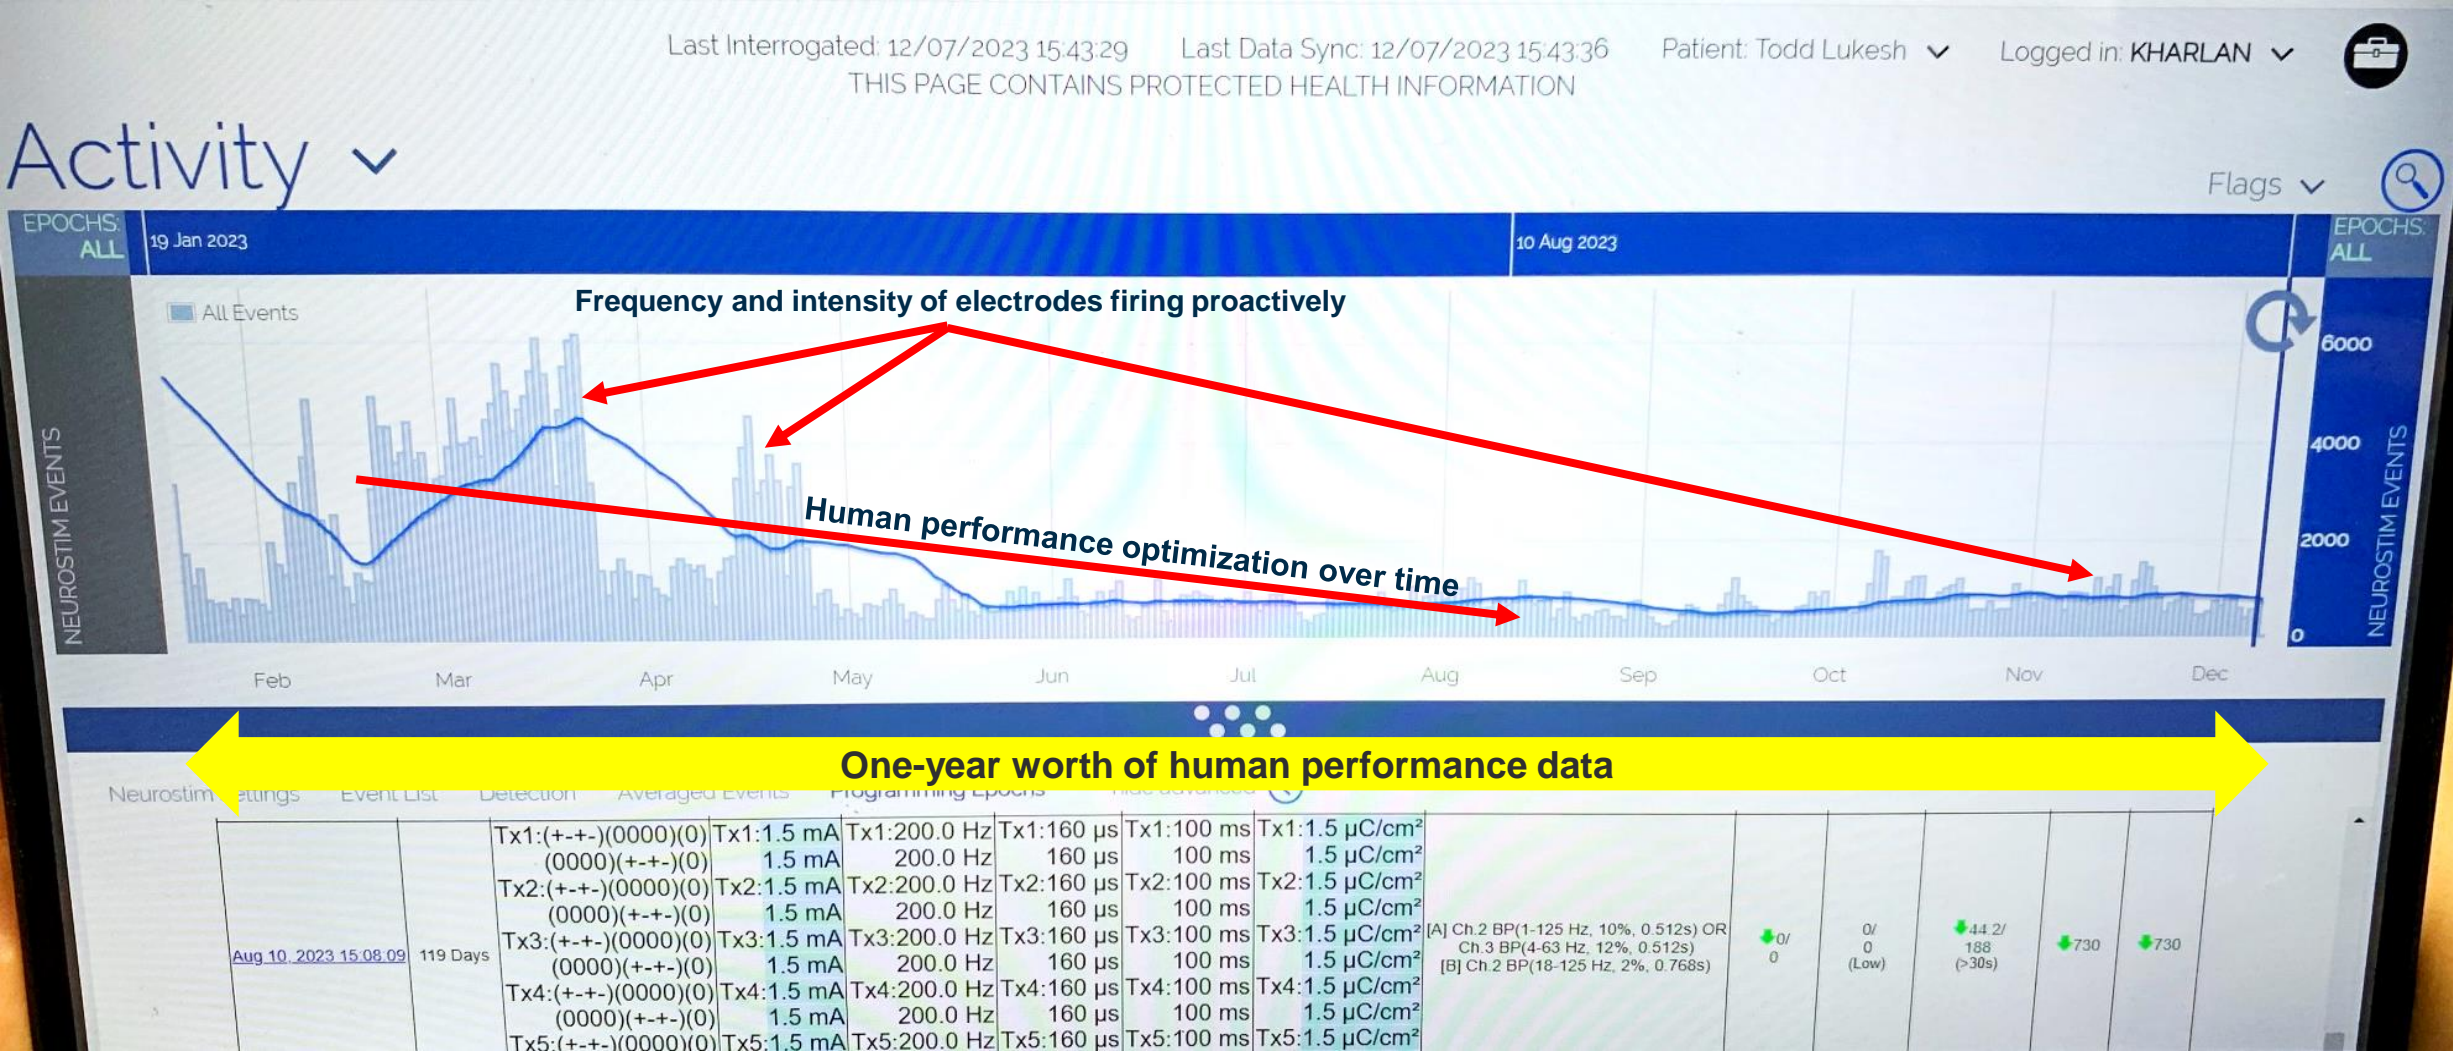 Last Interrogated: 12/07/2023 15:43:29 Last Data Sync: 12/07/2023 15:43:36 Patient: Todd Lukesh Logged in: KHARLAN
THIS PAGE CONTAINS PROTECTED HEALTH INFORMATION
Activity
Flags
EPOCHS:
ALL
19 Jan 2023
10 Aug 2023
EPOCHS:
ALL
All Events
Frequency and intensity of electrodes firing proactively
6000
4000
2000
0
NEUROSTIM EVENTS
NEUROSTIM EVENTS
Human performance optimization over time
Feb Mar Apr May Jun Jul Aug Sep Oct Nov Dec
One-year worth of human performance data
Neurostim Settings Event List Detection Averaged Events Programming Epochs Hide advanced
Tx1:(+-+-)(0000)(0) Tx1:1.5 mA Tx1:200.0 Hz Tx1:160 µs Tx1:100 ms Tx1:1.5 µC/cm²
(0000)(+-+-)(0) 1.5 mA 200.0 Hz 160 µs 100 ms 1.5 µC/cm²
Tx2:(+-+-)(0000)(0) Tx2:1.5 mA Tx2:200.0 Hz Tx2:160 µs Tx2:100 ms Tx2:1.5 µC/cm²
(0000)(+-+-)(0) 1.5 mA 200.0 Hz 160 µs 100 ms 1.5 µC/cm²
Tx3:(+-+-)(0000)(0) Tx3:1.5 mA Tx3:200.0 Hz Tx3:160 µs Tx3:100 ms Tx3:1.5 µC/cm²
(0000)(+-+-)(0) 1.5 mA 200.0 Hz 160 µs 100 ms 1.5 µC/cm²
Tx4:(+-+-)(0000)(0) Tx4:1.5 mA Tx4:200.0 Hz Tx4:160 µs Tx4:100 ms Tx4:1.5 µC/cm²
(0000)(+-+-)(0) 1.5 mA 200.0 Hz 160 µs 100 ms 1.5 µC/cm²
Tx5:(+-+-)(0000)(0) Tx5:1.5 mA Tx5:200.0 Hz Tx5:160 µs Tx5:100 ms Tx5:1.5 µC/cm²
Aug 10, 2023 15:08:09 119 Days
[A] Ch.2 BP(1-125 Hz, 10%, 0.512s) OR
Ch.3 BP(4-63 Hz, 12%, 0.512s)
[B] Ch.2 BP(18-125 Hz, 2%, 0.768s)
0/
0
0/
0
(Low)
44.2/
188
(>30s)
730
730